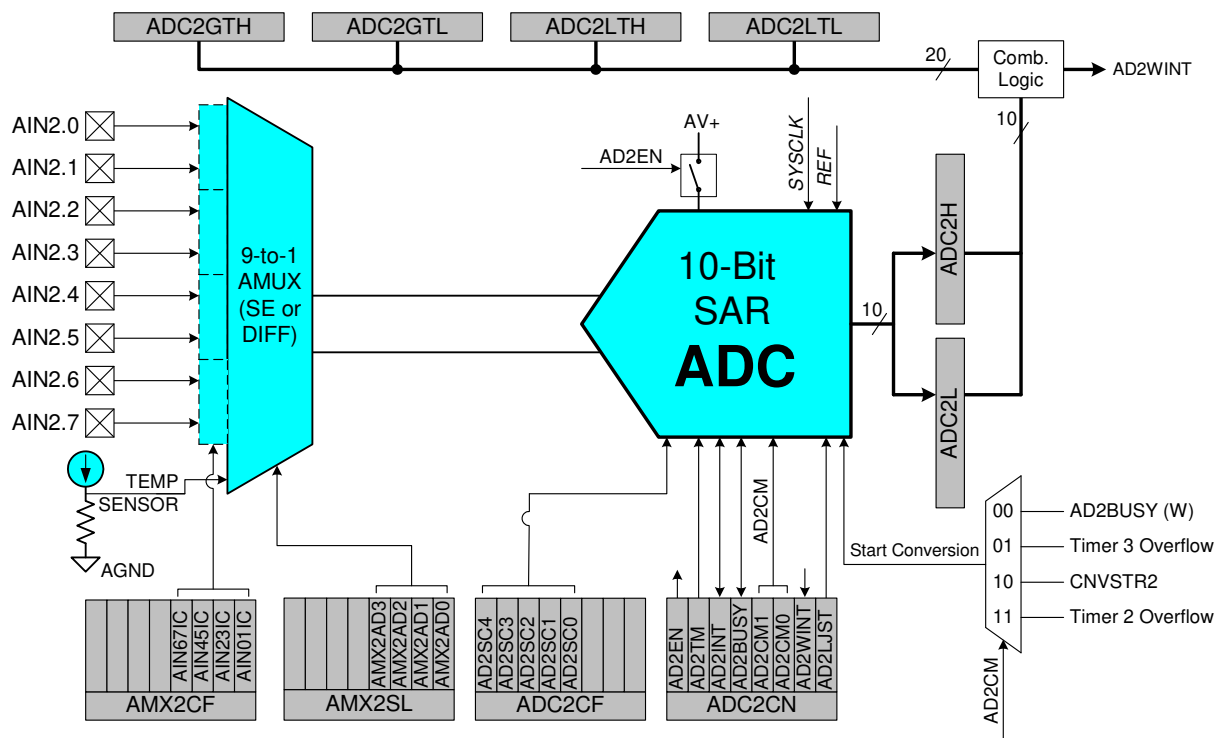 ADC2GTH
ADC2GTL
ADC2LTH
ADC2LTL
20
Comb.
Logic
AD2WINT
10
AIN2.0
AIN2.1
AIN2.2
AIN2.3
AIN2.4
AIN2.5
AIN2.6
AIN2.7
9-to-1
AMUX
(SE or
DIFF)
AV+
AD2EN
SYSCLK
REF
10-Bit
SAR
ADC
10
ADC2H
ADC2L
TEMP
SENSOR
AGND
AD2CM
Start Conversion
00
AD2BUSY (W)
01
Timer 3 Overflow
10
CNVSTR2
11
Timer 2 Overflow
AD2CM
AIN67IC
AIN45IC
AIN23IC
AIN01IC
AMX2CF
AMX2AD3
AMX2AD2
AMX2AD1
AMX2AD0
AMX2SL
AD2SC4
AD2SC3
AD2SC2
AD2SC1
AD2SC0
ADC2CF
AD2EN
AD2TM
AD2INT
AD2BUSY
AD2CM1
AD2CM0
AD2WINT
AD2LJST
ADC2CN